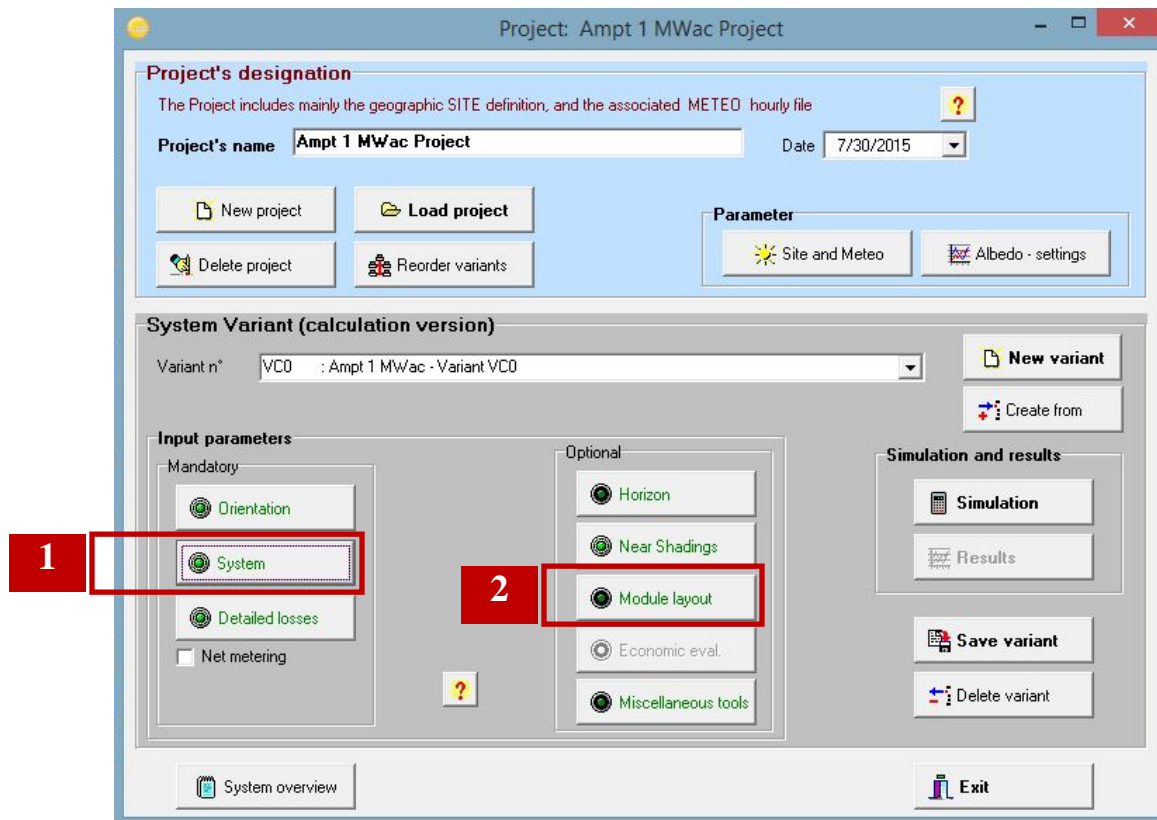 Project: Ampt 1 MWac Project
Project's designation
The Project includes mainly the geographic SITE definition, and the associated METEO hourly file
?
Project's name
Ampt 1 MWac Project
Date
7/30/2015
New project
Load project
Delete project
Reorder variants
Parameter
Site and Meteo
Albedo - settings
System Variant (calculation version)
Variant n°
VC0 : Ampt 1 MWac - Variant VC0
New variant
Create from
Input parameters
Mandatory
Orientation
1
System
Detailed losses
Net metering
?
Optional
Horizon
Near Shadings
2
Module layout
Economic eval.
Miscellaneous tools
Simulation and results
Simulation
Results
Save variant
Delete variant
System overview
Exit